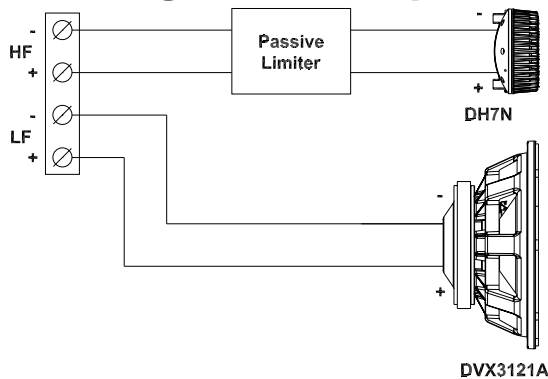 -
HF
+
-
LF
+
Passive
Limiter
-
+
DH7N
-
+
DVX3121A